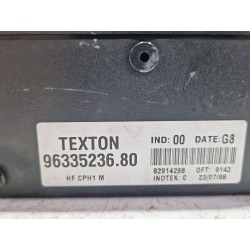 TEXTON IND: 00 DATE: G8
96335236.80
82914268 OFT: 9143
HF CPH1 M INDTEX: C 23/07/98